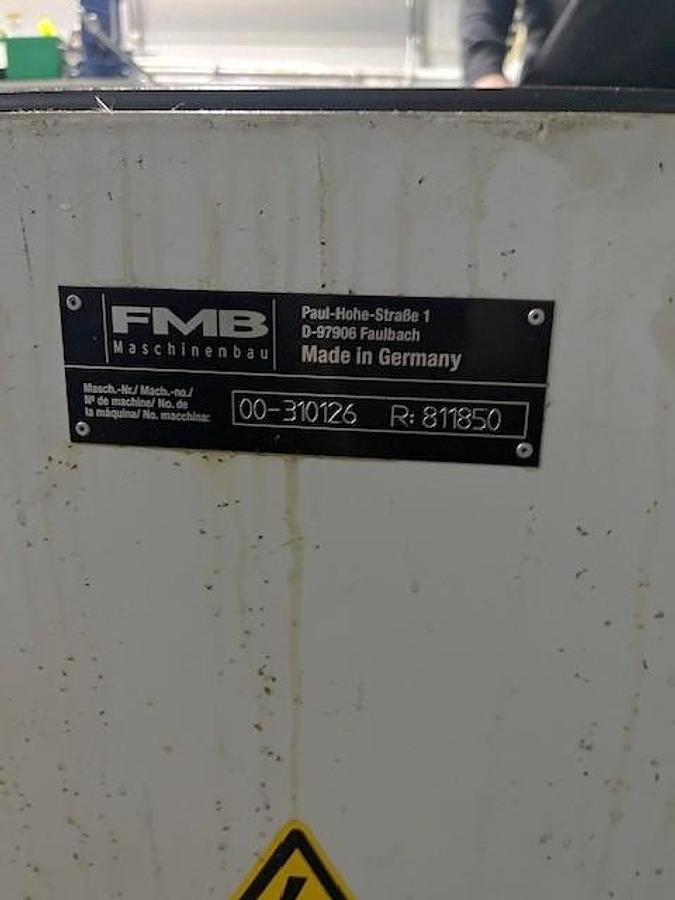 FMB
Maschinenbau
Paul-Hohe-Straße 1
D-97906 Faulbach
Made in Germany
Masch.-Nr./ Mach.-no./
Nº de machine/ No. de
la máquina/ No. macchina:
00-310126 R: 811850